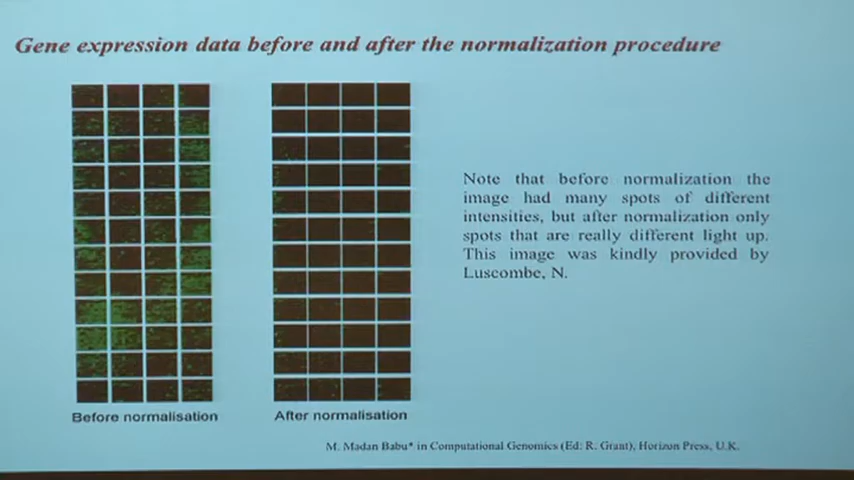 Gene expression data before and after the normalization procedure
Note that before normalization the
image had many spots of different
intensities, but after normalization only
spots that are really different light up.
This image was kindly provided by
Luscombe, N.
Before normalisation
After normalisation
M. Madan Babu* in Computational Genomics (Ed: R. Grant), Horizon Press, U.K.